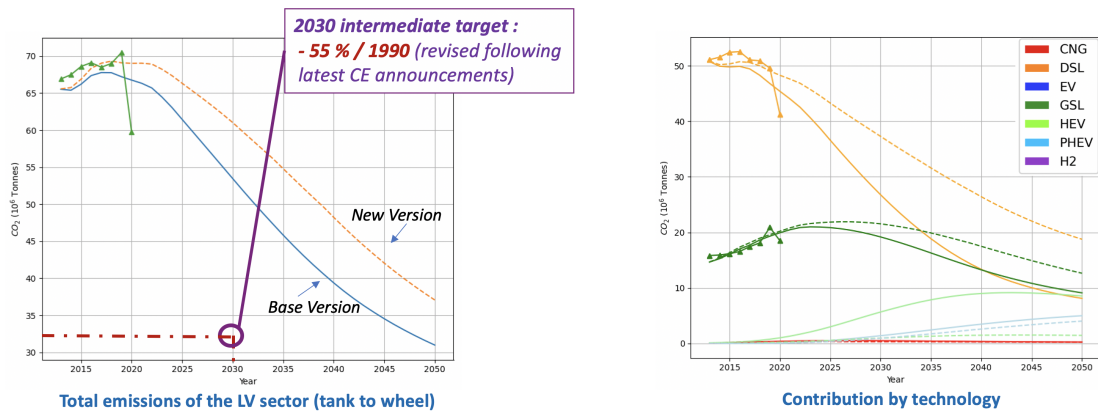 2030 intermediate target :
- 55 % / 1990 (revised following
latest CE announcements)
70
65
60
55
50
45
40
35
30
CO2 (10^6 Tonnes)
New Version
Base Version
2015 2020 2025 2030 2035 2040 2045 2050
Year
Total emissions of the LV sector (tank to wheel)
50
40
30
20
10
0
CO2 (10^6 Tonnes)
CNG
DSL
EV
GSL
HEV
PHEV
H2
2015 2020 2025 2030 2035 2040 2045 2050
Year
Contribution by technology